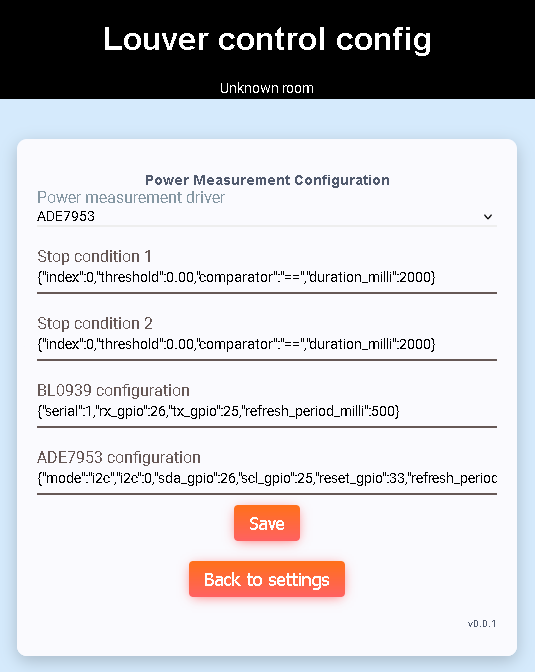 Louver control config
Unknown room
Power Measurement Configuration
Power measurement driver
ADE7953
Stop condition 1
{"index":0,"threshold":0.00,"comparator":"==","duration_milli":2000}
Stop condition 2
{"index":0,"threshold":0.00,"comparator":"==","duration_milli":2000}
BL0939 configuration
{"serial":1,"rx_gpio":26,"tx_gpio":25,"refresh_period_milli":500}
ADE7953 configuration
{"mode":"i2c","i2c":0,"sda_gpio":26,"scl_gpio":25,"reset_gpio":33,"refresh_period
Save
Back to settings
v0.0.1